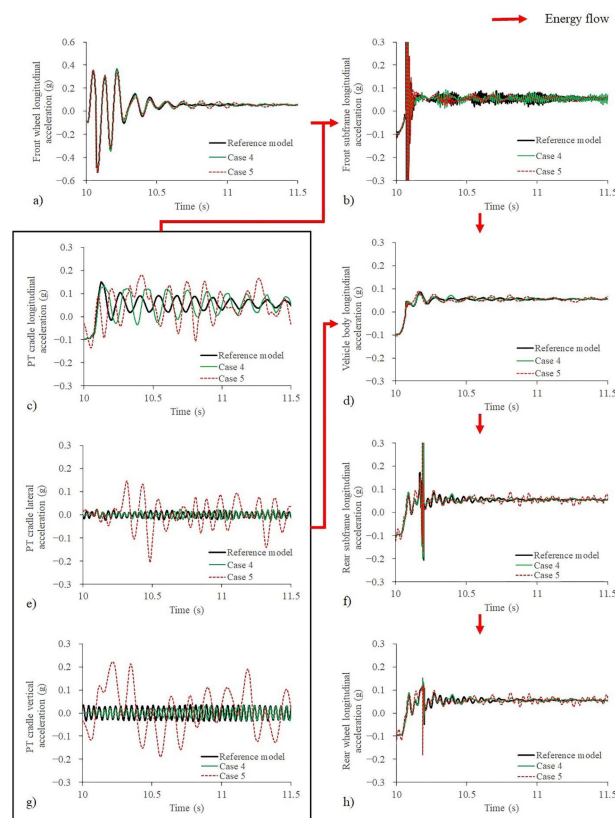 Energy flow
Front wheel longitudinal
acceleration (g)
0.6
0.4
0.2
0.0
−0.2
−0.4
−0.6
10 10.5 11 11.5
Time (s)
Reference model
Case 4
Case 5
a)
Front subframe longitudinal
acceleration (g)
0.3
0.2
0.1
0.0
−0.1
−0.2
−0.3
10 10.5 11 11.5
Time (s)
Reference model
Case 4
Case 5
b)
PT cradle longitudinal
acceleration (g)
0.3
0.2
0.1
0.0
−0.1
−0.2
−0.3
10 10.5 11 11.5
Time (s)
Reference model
Case 4
Case 5
c)
Vehicle body longitudinal
acceleration (g)
0.3
0.2
0.1
0.0
−0.1
−0.2
−0.3
10 10.5 11 11.5
Time (s)
Reference model
Case 4
Case 5
d)
PT cradle lateral
acceleration (g)
0.3
0.2
0.1
0.0
−0.1
−0.2
−0.3
10 10.5 11 11.5
Time (s)
Reference model
Case 4
Case 5
e)
Rear subframe longitudinal
acceleration (g)
0.3
0.2
0.1
0.0
−0.1
−0.2
−0.3
10 10.5 11 11.5
Time (s)
Reference model
Case 4
Case 5
f)
PT cradle vertical
acceleration (g)
0.3
0.2
0.1
0.0
−0.1
−0.2
−0.3
10 10.5 11 11.5
Time (s)
Reference model
Case 4
Case 5
g)
Rear wheel longitudinal
acceleration (g)
0.3
0.2
0.1
0.0
−0.1
−0.2
−0.3
10 10.5 11 11.5
Time (s)
Reference model
Case 4
Case 5
h)